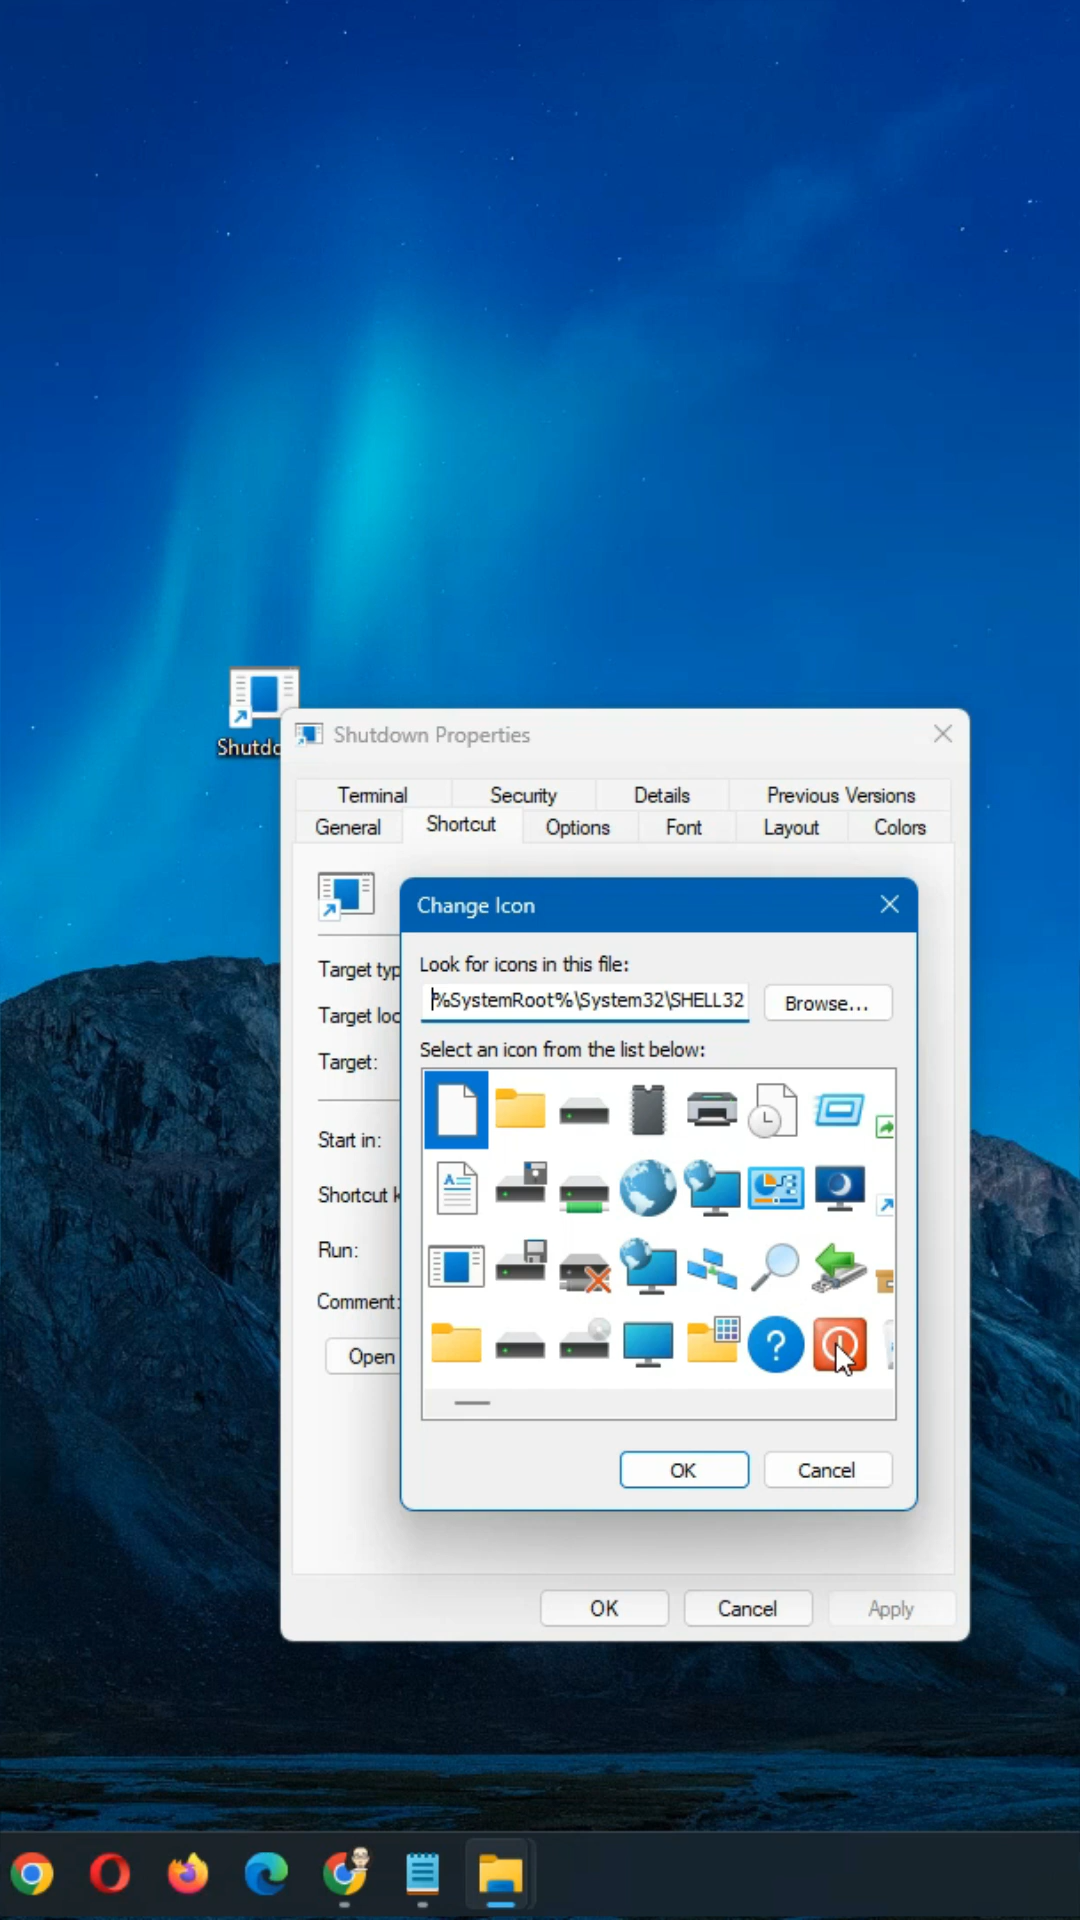 Shutdo
Shutdown Properties
Terminal
Security
Details
Previous Versions
General
Shortcut
Options
Font
Layout
Colors
Change Icon
Look for icons in this file:
%SystemRoot%\System32\SHELL32
Browse...
Select an icon from the list below:
Target typ
Target loc
Target:
Start in:
Shortcut k
Run:
Comment:
Open
OK
Cancel
OK
Cancel
Apply